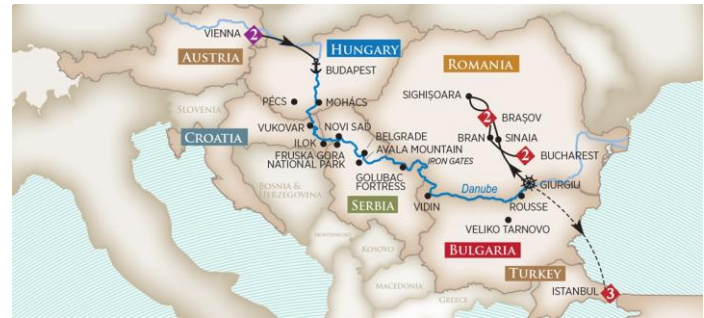 VIENNA
2
AUSTRIA
HUNGARY
BUDAPEST
ROMANIA
SIGHIȘOARA
SLOVENIA
PÉCS
MOHÁCS
2
BRAȘOV
CROATIA
VUKOVAR
NOVI SAD
BRAN
SINAIA
ILOK
BELGRADE
FRUSKA GORA
NATIONAL PARK
AVALA MOUNTAIN
IRON GATES
2
BUCHAREST
BOSNIA &
HERZEGOVINA
GOLUBAC
FORTRESS
Danube
GIURGIU
SERBIA
VIDIN
ROUSSE
VELIKO TARNOVO
MONTENEGRO
KOSOVO
BULGARIA
TURKEY
MACEDONIA
ISTANBUL
3
GREECE